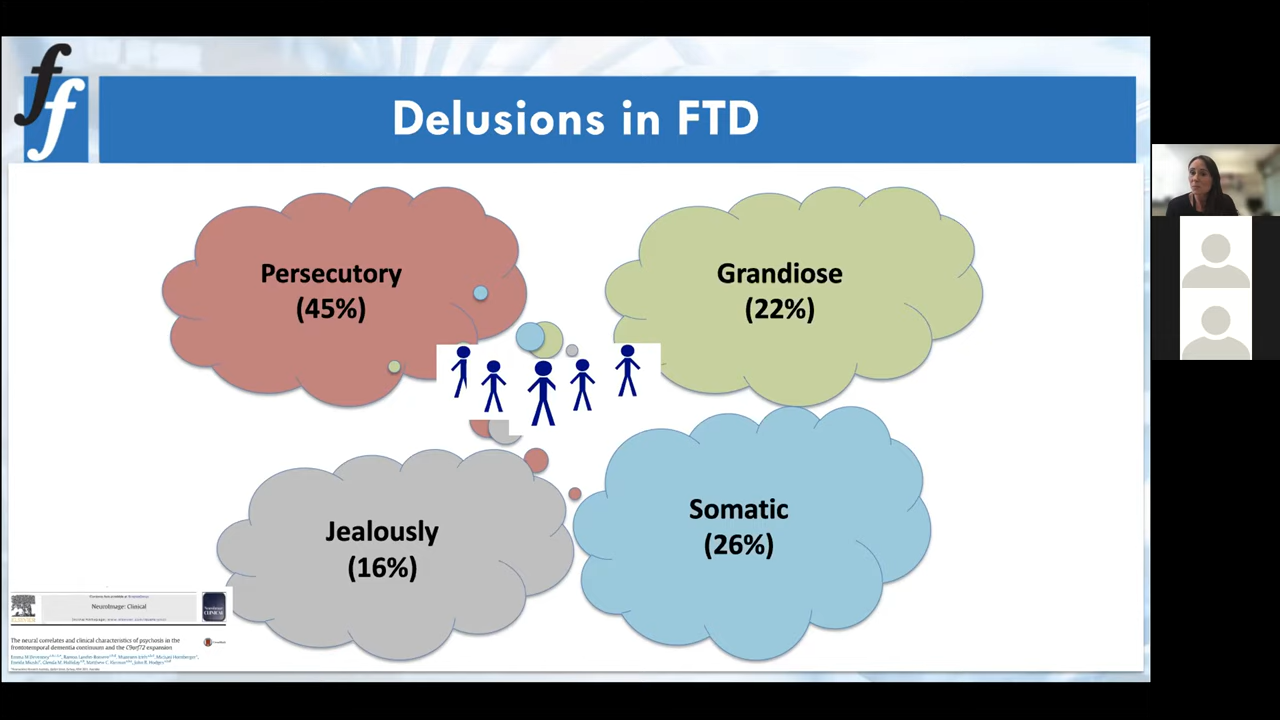 ff
Delusions in FTD
Persecutory
(45%)
Grandiose
(22%)
Jealously
(16%)
Somatic
(26%)
NeuroImage: Clinical
The neural correlates and clinical characteristics of psychosis in the
frontotemporal dementia continuum and the C9orf72 expansion